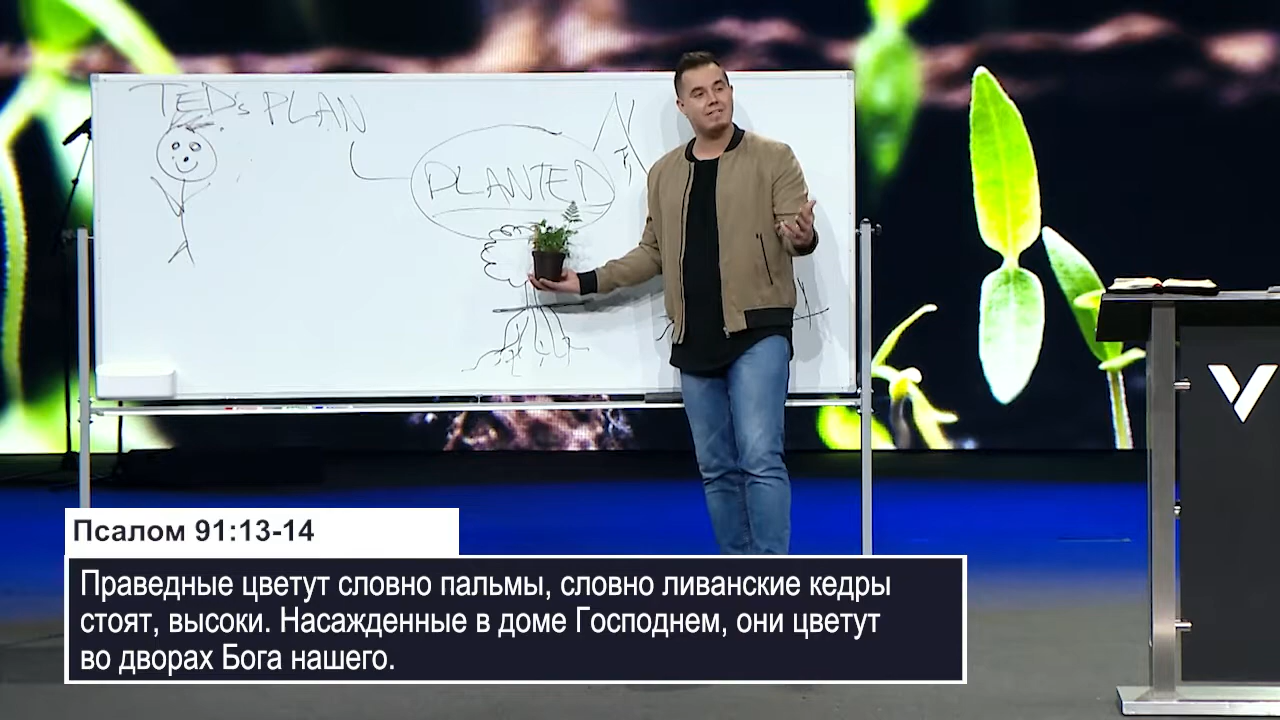 TED's PLAN
PLANTED
Псалом 91:13-14
Праведные цветут словно пальмы, словно ливанские кедры
стоят, высоки. Насажденные в доме Господнем, они цветут
во дворах Бога нашего.